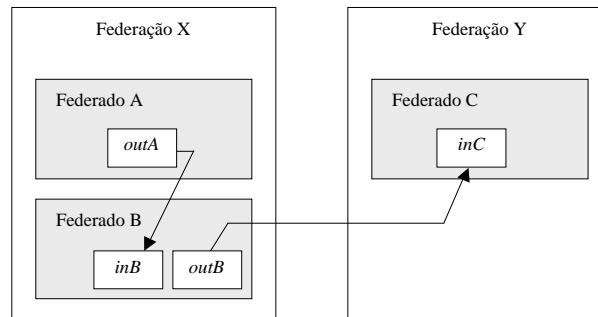 Federação X
Federado A
outA
Federado B
inB
outB
Federação Y
Federado C
inC